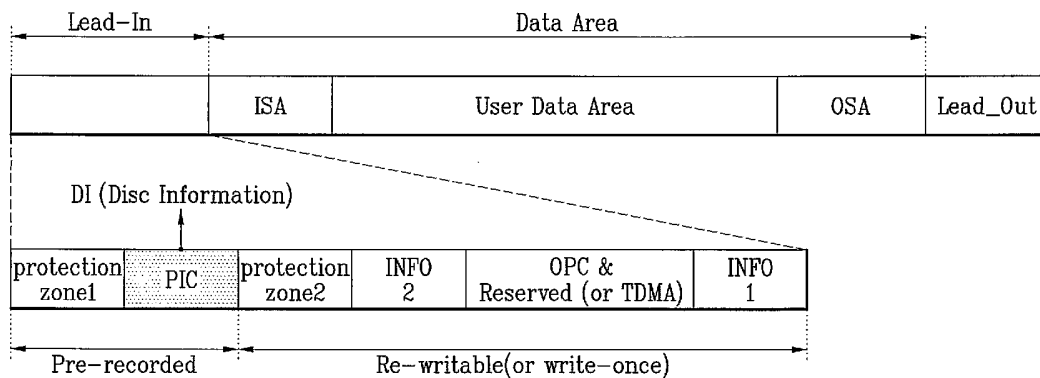 Lead-In
Data Area
ISA
User Data Area
OSA
Lead_Out
DI (Disc Information)
protection
zone1
PIC
protection
zone2
INFO
2
OPC &
Reserved (or TDMA)
INFO
1
Pre-recorded
Re-writable(or write-once)